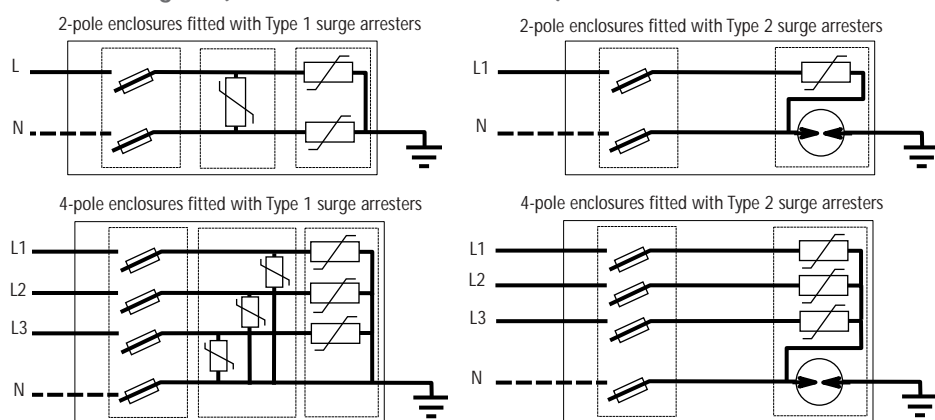 2-pole enclosures fitted with Type 1 surge arresters
L
N
2-pole enclosures fitted with Type 2 surge arresters
L1
N
4-pole enclosures fitted with Type 1 surge arresters
L1
L2
L3
N
4-pole enclosures fitted with Type 2 surge arresters
L1
L2
L3
N